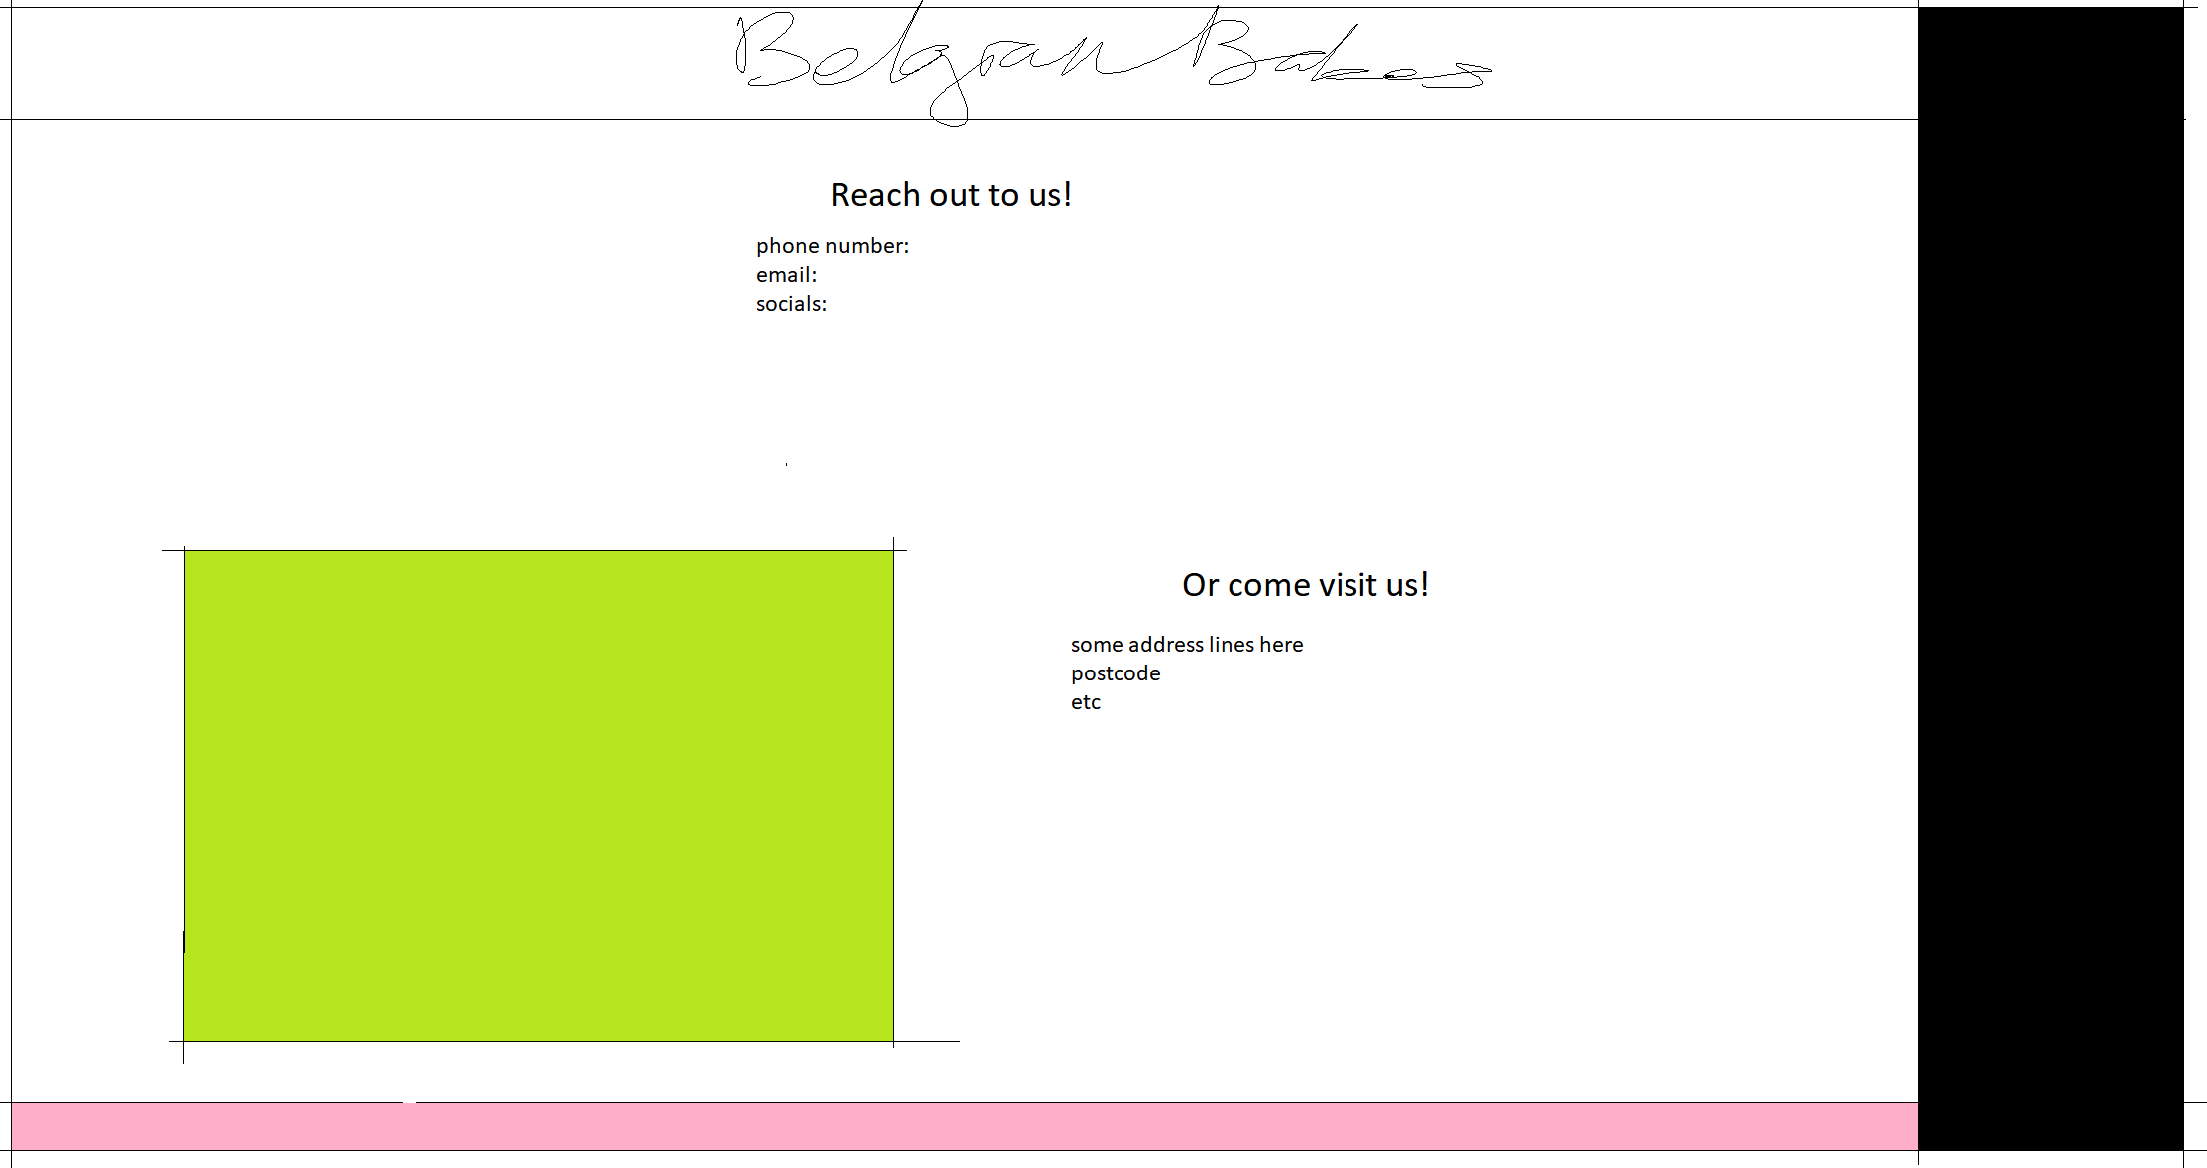 Belgian Bakes
Reach out to us!
phone number:
email:
socials:
Or come visit us!
some address lines here
postcode
etc